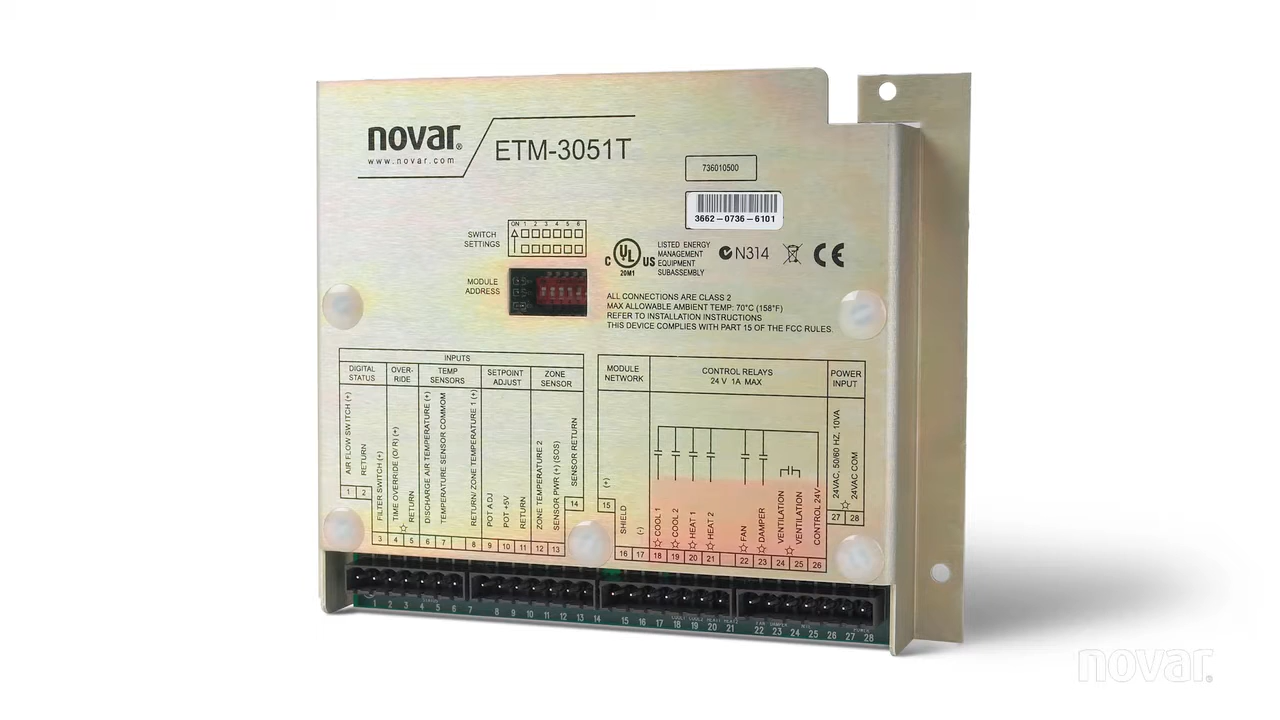 novar®
www.novar.com
ETM-3051T
736010500
3662-0736-6101
SWITCH SETTINGS
ON 1 2 3 4 5 6
C UL US
20M1
LISTED ENERGY
MANAGEMENT
EQUIPMENT
SUBASSEMBLY
N314
CE
MODULE ADDRESS
ALL CONNECTIONS ARE CLASS 2
MAX ALLOWABLE AMBIENT TEMP: 70°C (158°F)
REFER TO INSTALLATION INSTRUCTIONS
THIS DEVICE COMPLIES WITH PART 15 OF THE FCC RULES.
INPUTS
DIGITAL STATUS
OVER-RIDE
TEMP SENSORS
SETPOINT ADJUST
ZONE SENSOR
AIR FLOW SWITCH (+)
RETURN
FILTER SWITCH (+)
TIME OVERRIDE (O/R) (+)
RETURN
DISCHARGE AIR TEMPERATURE (+)
TEMPERATURE SENSOR COMMOM
RETURN/ ZONE TEMPERATURE 1 (+)
POT ADJ
POT +5V
RETURN
ZONE TEMPERATURE 2
SENSOR PWR (+) (SOS)
SENSOR RETURN
1 2 3 4 5 6 7 8 9 10 11 12 13 14
MODULE NETWORK
CONTROL RELAYS
24 V 1A MAX
POWER INPUT
(+)
SHIELD
(-)
☆ COOL 1
☆ COOL 2
☆ HEAT 1
☆ HEAT 2
☆ FAN
☆ DAMPER
VENTILATION
☆ VENTILATION
CONTROL 24V
24VAC, 50/60 HZ, 10VA
☆ 24VAC COM
15 16 17 18 19 20 21 22 23 24 25 26 27 28
1 2 3 4 5 6 7 8 9 10 11 12 13 14 15 16 17 18 19 20 21 22 23 24 25 26 27 28
novar®